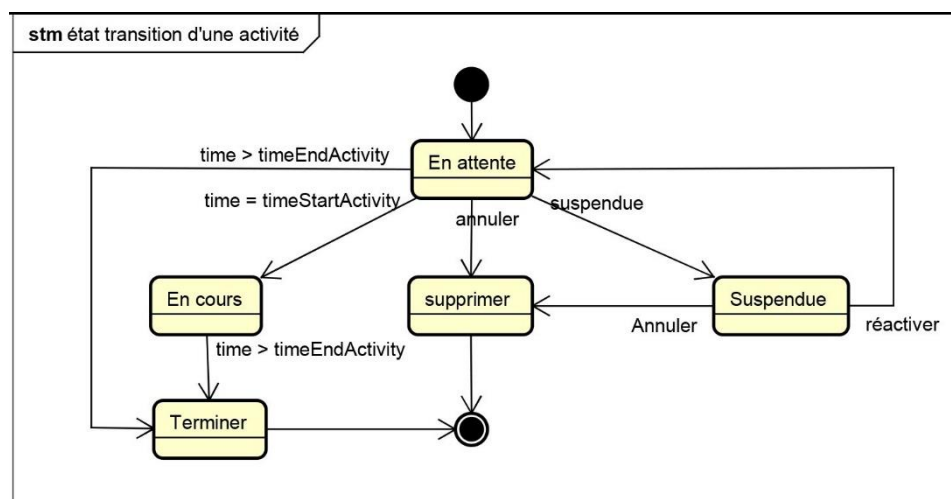 stm état transition d'une activité
En attente
time > timeEndActivity
time = timeStartActivity
annuler
suspendue
En cours
supprimer
Suspendue
Annuler
réactiver
time > timeEndActivity
Terminer